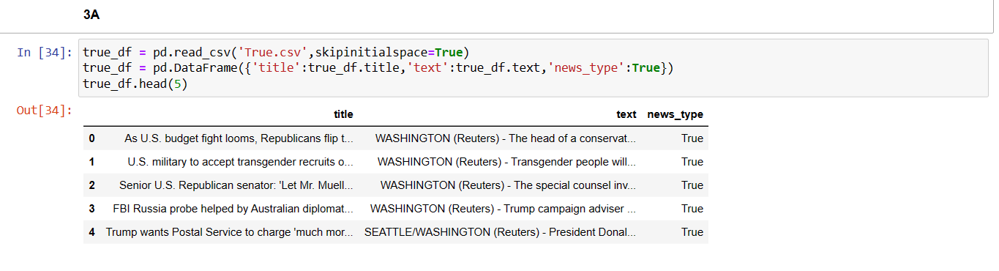 3A
In [34]: true_df = pd.read_csv('True.csv',skipinitialspace=True)
true_df = pd.DataFrame({'title':true_df.title,'text':true_df.text,'news_type':True})
true_df.head(5)
Out[34]:
title text news_type
0 As U.S. budget fight looms, Republicans flip t... WASHINGTON (Reuters) - The head of a conservat... True
1 U.S. military to accept transgender recruits o... WASHINGTON (Reuters) - Transgender people will... True
2 Senior U.S. Republican senator: 'Let Mr. Muell... WASHINGTON (Reuters) - The special counsel inv... True
3 FBI Russia probe helped by Australian diplomat... WASHINGTON (Reuters) - Trump campaign adviser ... True
4 Trump wants Postal Service to charge 'much mor... SEATTLE/WASHINGTON (Reuters) - President Donal... True